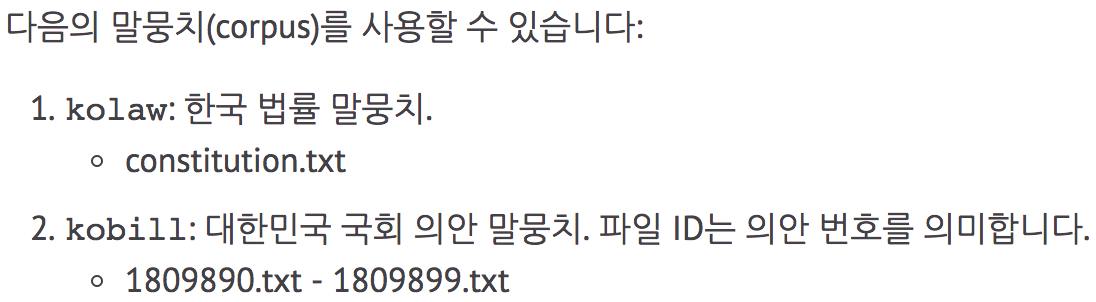 다음의 말뭉치(corpus)를 사용할 수 있습니다:
1. kolaw: 한국 법률 말뭉치.
◦ constitution.txt
2. kobill: 대한민국 국회 의안 말뭉치. 파일 ID는 의안 번호를 의미합니다.
◦ 1809890.txt - 1809899.txt